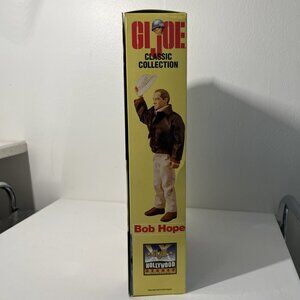 GI JOE
CLASSIC
COLLECTION
Bob Hope
HOLLYWOOD